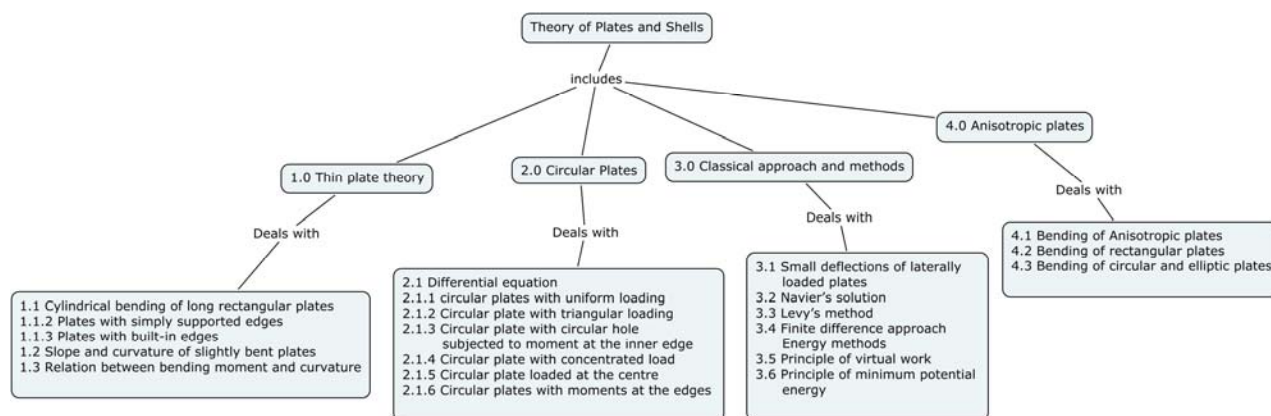 Theory of Plates and Shells
includes
4.0 Anisotropic plates
1.0 Thin plate theory
2.0 Circular Plates
3.0 Classical approach and methods
Deals with
Deals with
Deals with
Deals with
1.1 Cylindrical bending of long rectangular plates
1.1.2 Plates with simply supported edges
1.1.3 Plates with built-in edges
1.2 Slope and curvature of slightly bent plates
1.3 Relation between bending moment and curvature
2.1 Differential equation
2.1.1 circular plates with uniform loading
2.1.2 Circular plate with triangular loading
2.1.3 Circular plate with circular hole
subjected to moment at the inner edge
2.1.4 Circular plate with concentrated load
2.1.5 Circular plate loaded at the centre
2.1.6 Circular plates with moments at the edges
3.1 Small deflections of laterally
loaded plates
3.2 Navier's solution
3.3 Levy's method
3.4 Finite difference approach
Energy methods
3.5 Principle of virtual work
3.6 Principle of minimum potential
energy
4.1 Bending of Anisotropic plates
4.2 Bending of rectangular plates
4.3 Bending of circular and elliptic plates